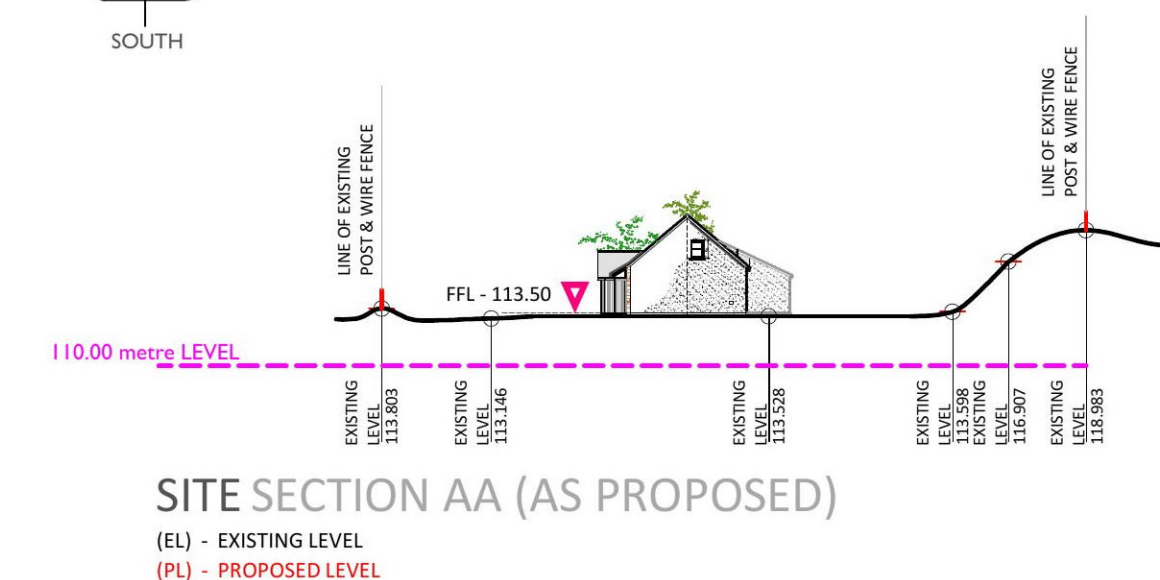 SOUTH
LINE OF EXISTING
POST & WIRE FENCE
LINE OF EXISTING
POST & WIRE FENCE
FFL - 113.50
110.00 metre LEVEL
EXISTING
LEVEL
113.803
EXISTING
LEVEL
113.146
EXISTING
LEVEL
113.528
EXISTING
LEVEL
113.598
EXISTING
LEVEL
116.907
EXISTING
LEVEL
118.983
SITE SECTION AA (AS PROPOSED)
(EL) - EXISTING LEVEL
(PL) - PROPOSED LEVEL